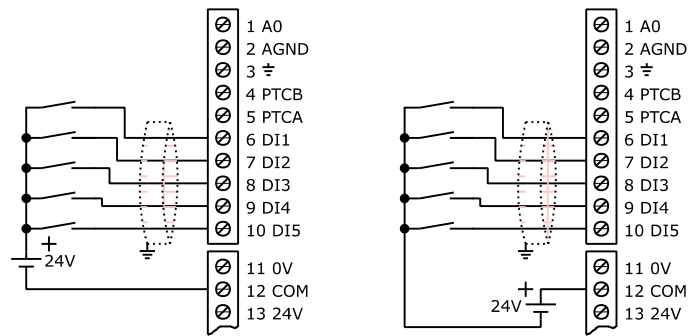 1 A0
2 AGND
3
4 PTCB
5 PTCA
6 DI1
7 DI2
8 DI3
9 DI4
10 DI5
+
24V
11 0V
12 COM
13 24V
1 A0
2 AGND
3
4 PTCB
5 PTCA
6 DI1
7 DI2
8 DI3
9 DI4
10 DI5
+
24V
11 0V
12 COM
13 24V